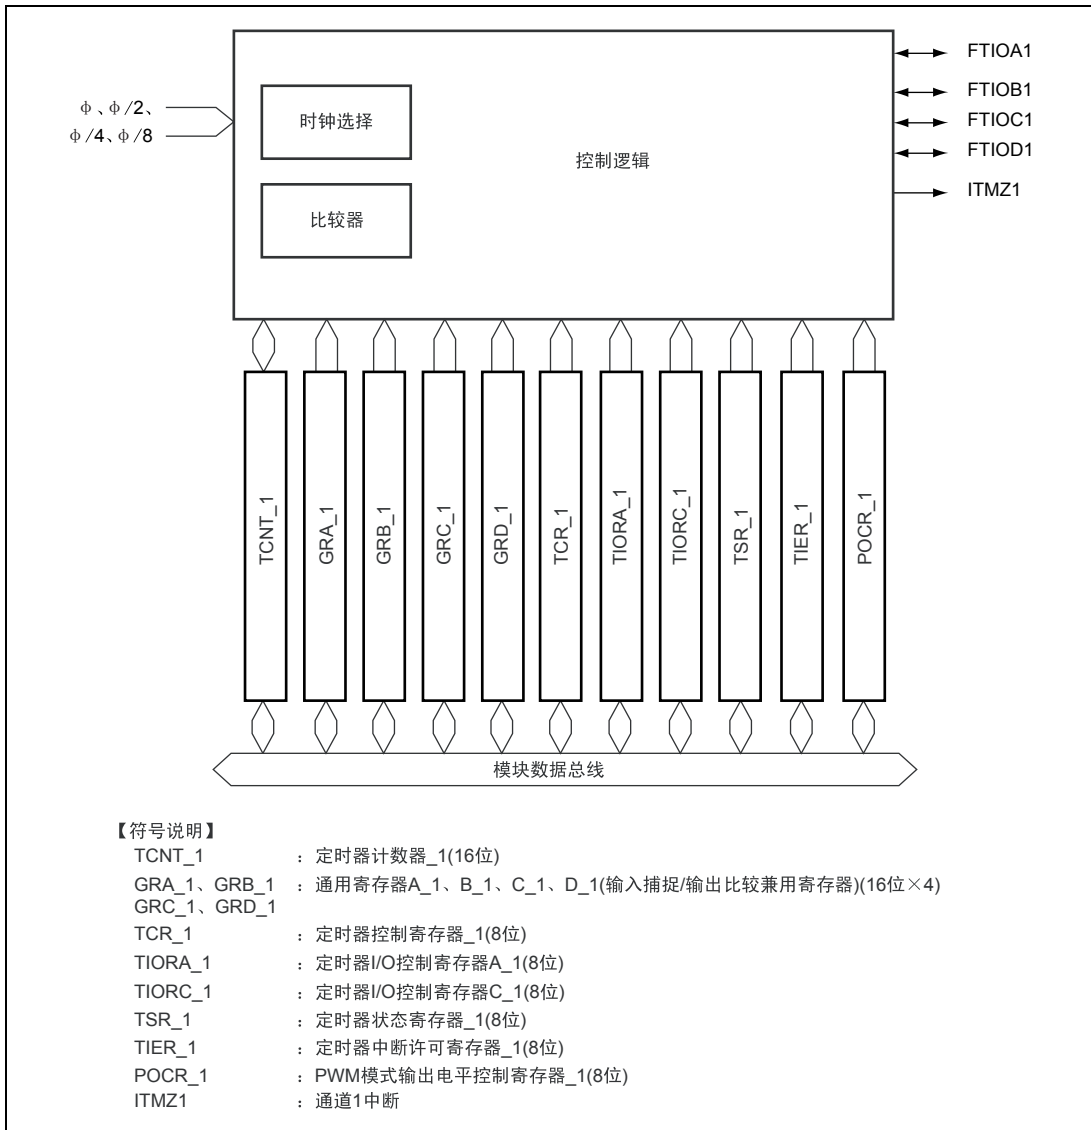 φ、φ/2、
φ/4、φ/8
时钟选择
比较器
控制逻辑
FTIOA1
FTIOB1
FTIOC1
FTIOD1
ITMZ1
TCNT_1
GRA_1
GRB_1
GRC_1
GRD_1
TCR_1
TIORA_1
TIORC_1
TSR_1
TIER_1
POCR_1
模块数据总线
【符号说明】
TCNT_1 : 定时器计数器_1(16位)
GRA_1、GRB_1 : 通用寄存器A_1、B_1、C_1、D_1(输入捕捉/输出比较兼用寄存器)(16位×4)
GRC_1、GRD_1
TCR_1 : 定时器控制寄存器_1(8位)
TIORA_1 : 定时器I/O控制寄存器A_1(8位)
TIORC_1 : 定时器I/O控制寄存器C_1(8位)
TSR_1 : 定时器状态寄存器_1(8位)
TIER_1 : 定时器中断许可寄存器_1(8位)
POCR_1 : PWM模式输出电平控制寄存器_1(8位)
ITMZ1 : 通道1中断